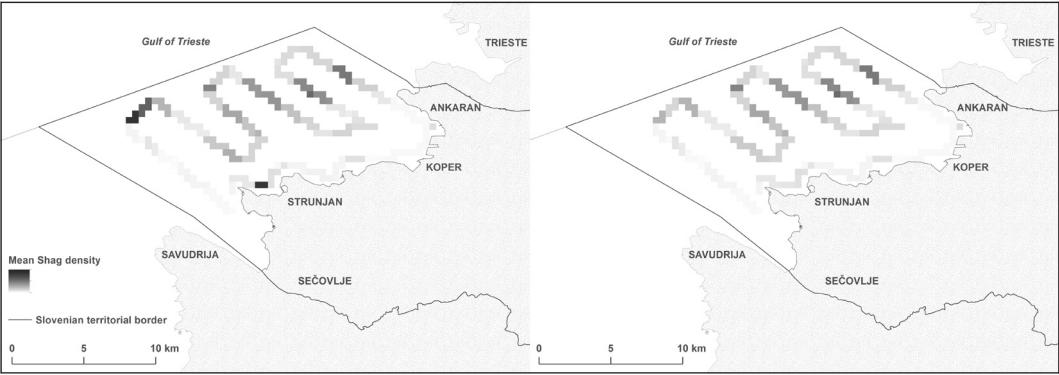 Gulf of Trieste
TRIESTE
ANKARAN
KOPER
STRUNJAN
SAVUDRIJA
SEČOVLJE
Mean Shag density
Slovenian territorial border
0 5 10 km
Gulf of Trieste
TRIESTE
ANKARAN
KOPER
STRUNJAN
SAVUDRIJA
SEČOVLJE
0 5 10 km